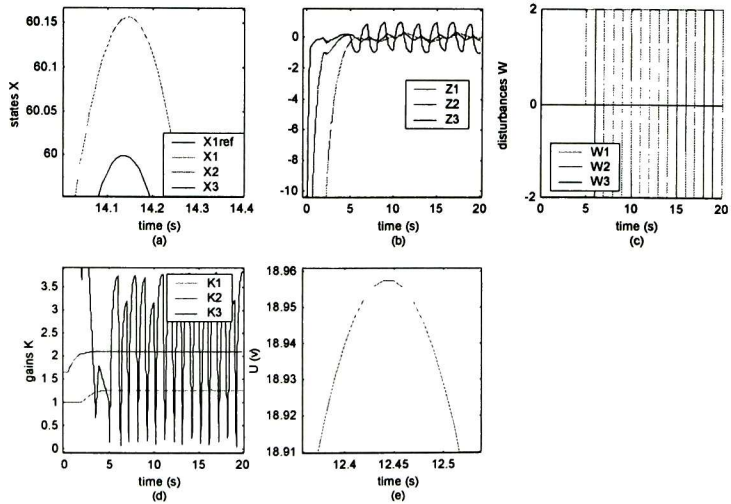 states X
60.15
60.1
60.05
60
X1ref
X1
X2
X3
14.1
14.2
14.3
14.4
time (s)
(a)
0
-2
-4
-6
-8
-10
Z1
Z2
Z3
0
5
10
15
20
time (s)
(b)
disturbances W
2
0
-2
W1
W2
W3
0
5
10
15
20
time (s)
(c)
gains K
3.5
3
2.5
2
1.5
1
0.5
0
K1
K2
K3
0
5
10
15
20
time (s)
(d)
U (v)
18.96
18.95
18.94
18.93
18.92
18.91
12.4
12.45
12.5
time (s)
(e)